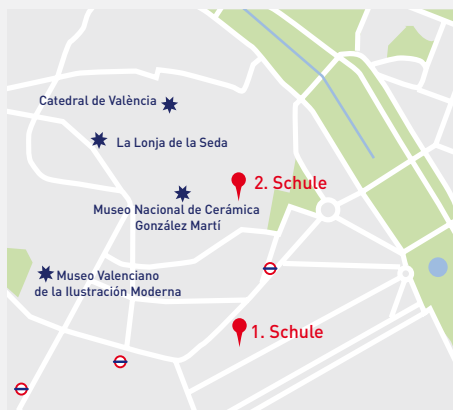 Catedral de València
La Lonja de la Seda
2. Schule
Museo Nacional de Cerámica
González Martí
Museo Valenciano
de la Ilustración Moderna
1. Schule